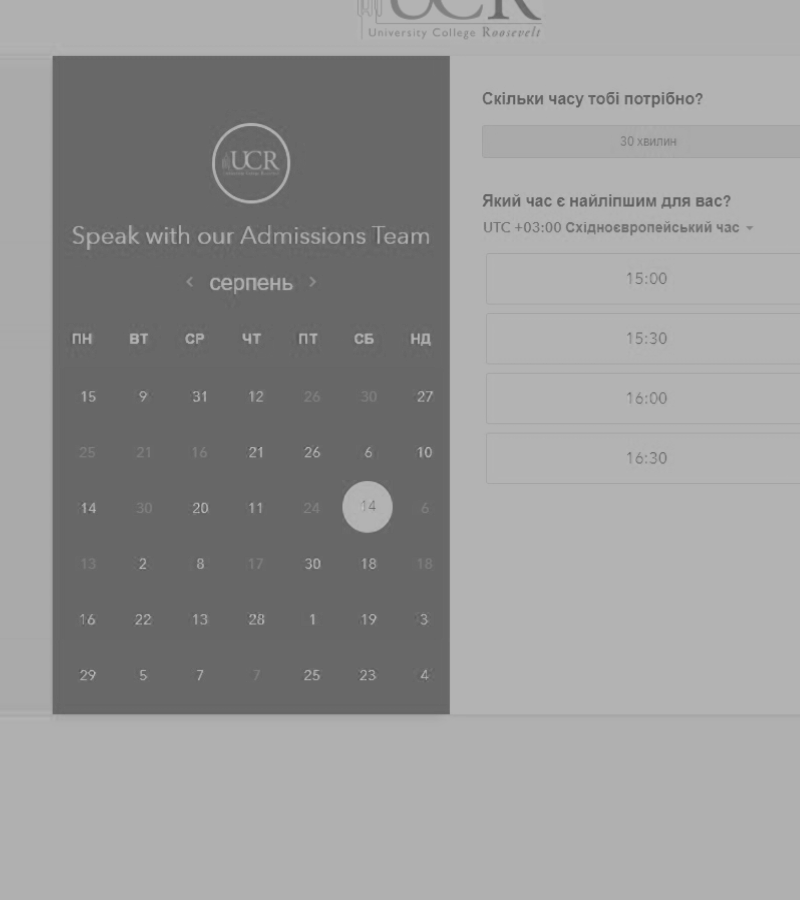 UCR
University College Roosevelt
UCR
Speak with our Admissions Team
серпень
ПН ВТ СР ЧТ ПТ СБ НД
15 9 31 12 26 30 27
25 21 16 21 26 6 10
14 30 20 11 24 14 6
13 2 8 17 30 18 18
16 22 13 28 1 19 3
29 5 7 7 25 23 4
Скільки часу тобі потрібно?
30 хвилин
Який час є найліпшим для вас?
UTC +03:00 Східноєвропейський час
15:00
15:30
16:00
16:30